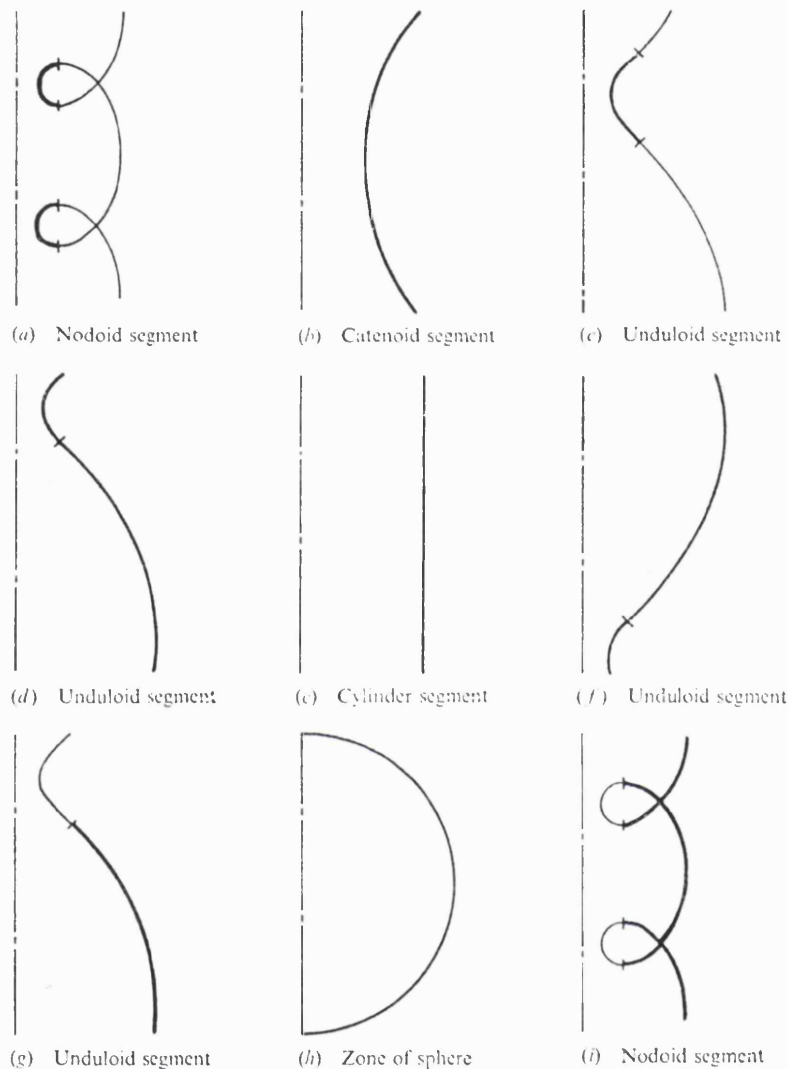 (a) Nodoid segment
(b) Catenoid segment
(c) Unduloid segment
(d) Unduloid segment
(e) Cylinder segment
(f) Unduloid segment
(g) Unduloid segment
(h) Zone of sphere
(i) Nodoid segment